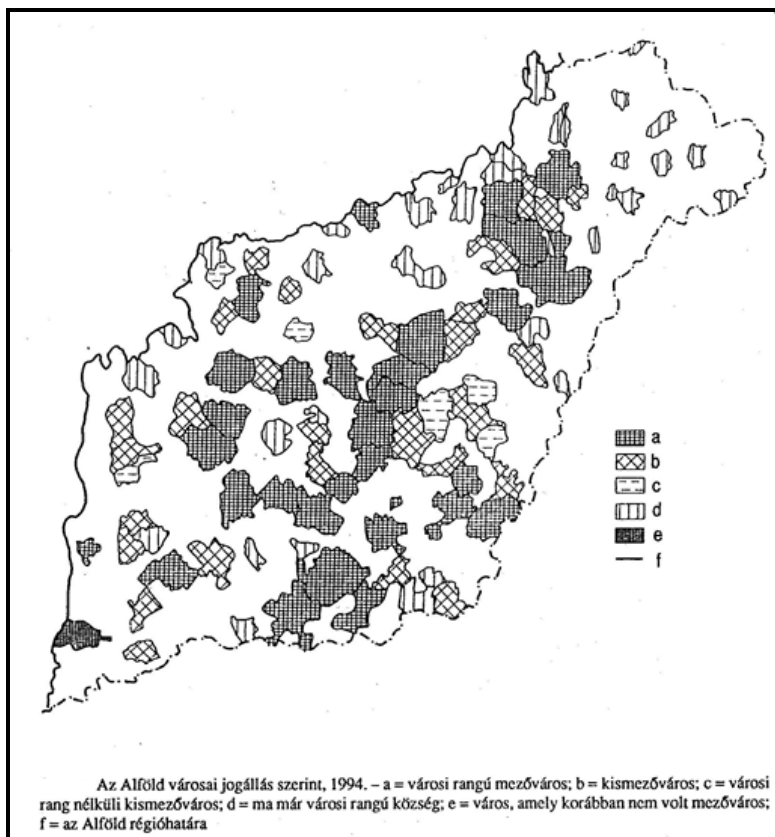 a
b
c
d
e
f
Az Alföld városai jogállás szerint, 1994. – a = városi rangú mezőváros; b = kismezőváros; c = városi
rang nélküli kismezőváros; d = ma már városi rangú község; e = város, amely korábban nem volt mezőváros;
f = az Alföld régióhatára